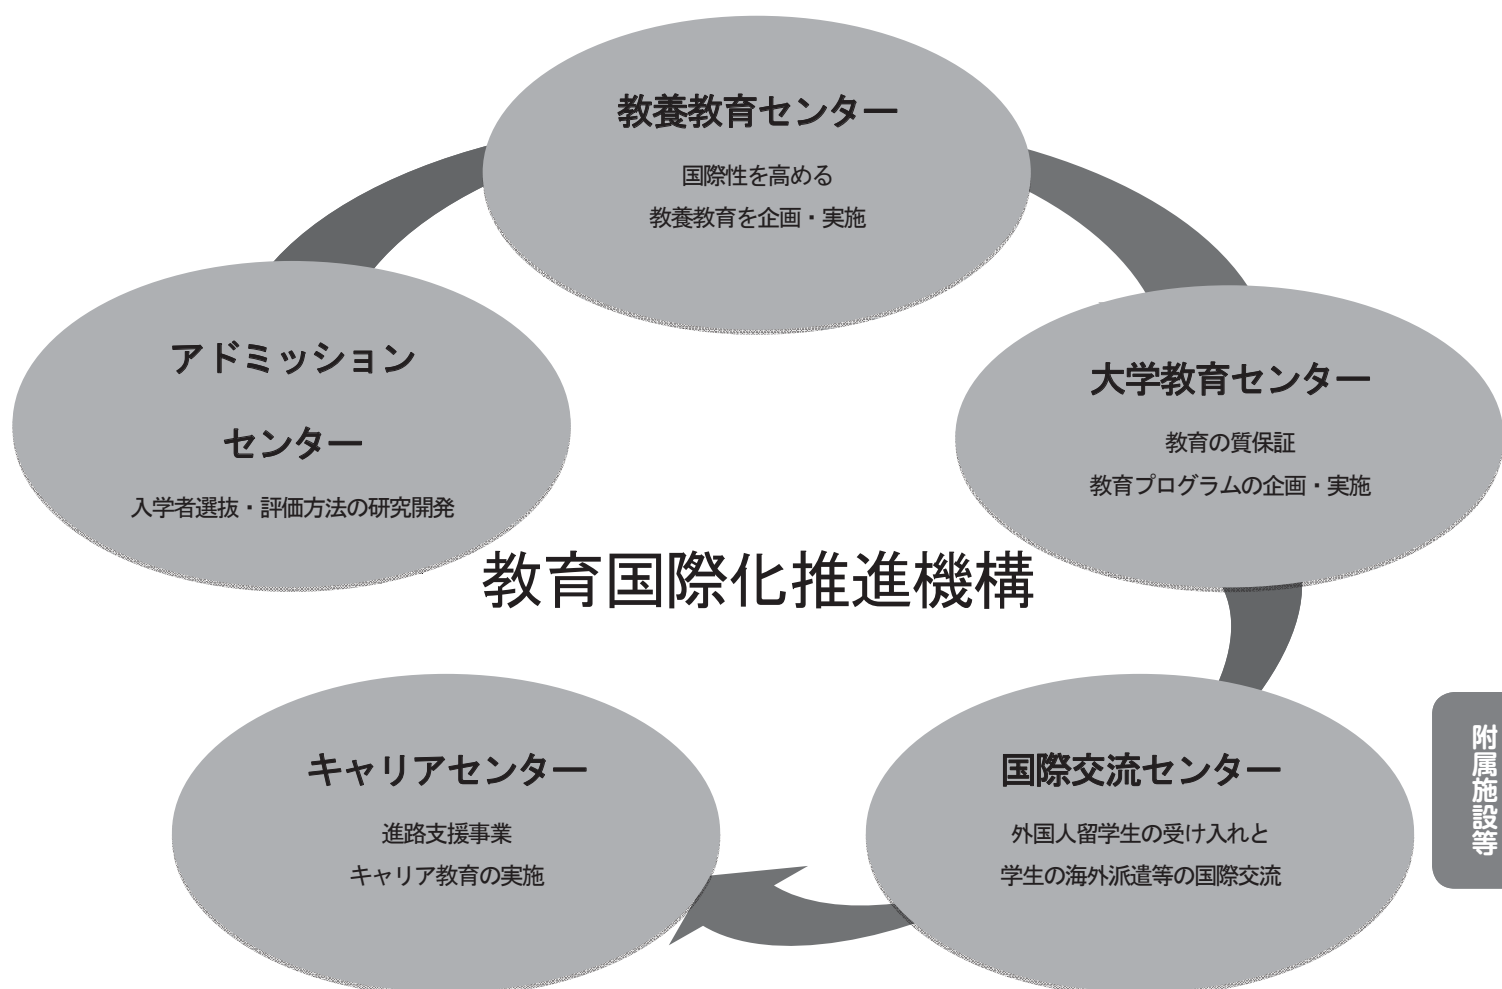 教養教育センター
国際性を高める
教養教育を企画・実施
アドミッション
センター
入学者選抜・評価方法の研究開発
大学教育センター
教育の質保証
教育プログラムの企画・実施
教育国際化推進機構
キャリアセンター
進路支援事業
キャリア教育の実施
国際交流センター
外国人留学生の受け入れと
学生の海外派遣等の国際交流
附属施設等